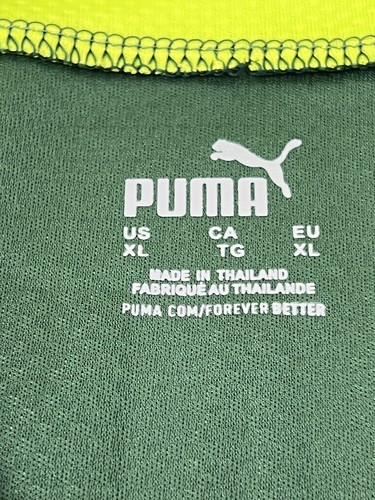 PUMA
US CA EU
XL TG XL
MADE IN THAILAND
FABRIQUÉ AU THAILANDE
PUMA COM/FOREVER BETTER